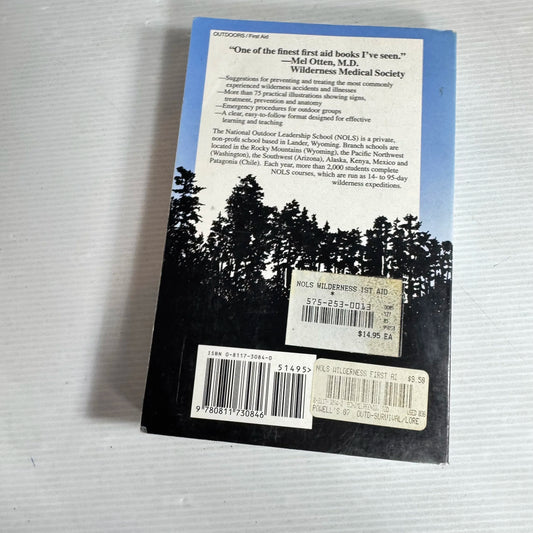 OUTDOORS / First Aid
“One of the finest first aid books I’ve seen.”
—Mel Otten, M.D.
Wilderness Medical Society
—Suggestions for preventing and treating the most commonly
experienced wilderness accidents and illnesses
—More than 75 practical illustrations showing signs,
treatment, prevention and anatomy
—Emergency procedures for outdoor groups
—A clear, easy-to-follow format designed for effective
learning and teaching
The National Outdoor Leadership School (NOLS) is a private,
non-profit school based in Lander, Wyoming. Branch schools are
located in the Rocky Mountains (Wyoming), the Pacific Northwest
(Washington), the Southwest (Arizona), Alaska, Kenya, Mexico and
Patagonia (Chile). Each year, more than 2,000 students complete
NOLS courses, which are run as 14- to 95-day
wilderness expeditions.
NOLS WILDERNESS 1ST AID
*
575-253-0013
$14.95 EA
ISBN 0-8117-3084-0
51495>
9 780811 730846
NOLS WILDERNESS FIRST AI $9.50
POWELL'S 07 OUTD-SURVIVAL/LORE